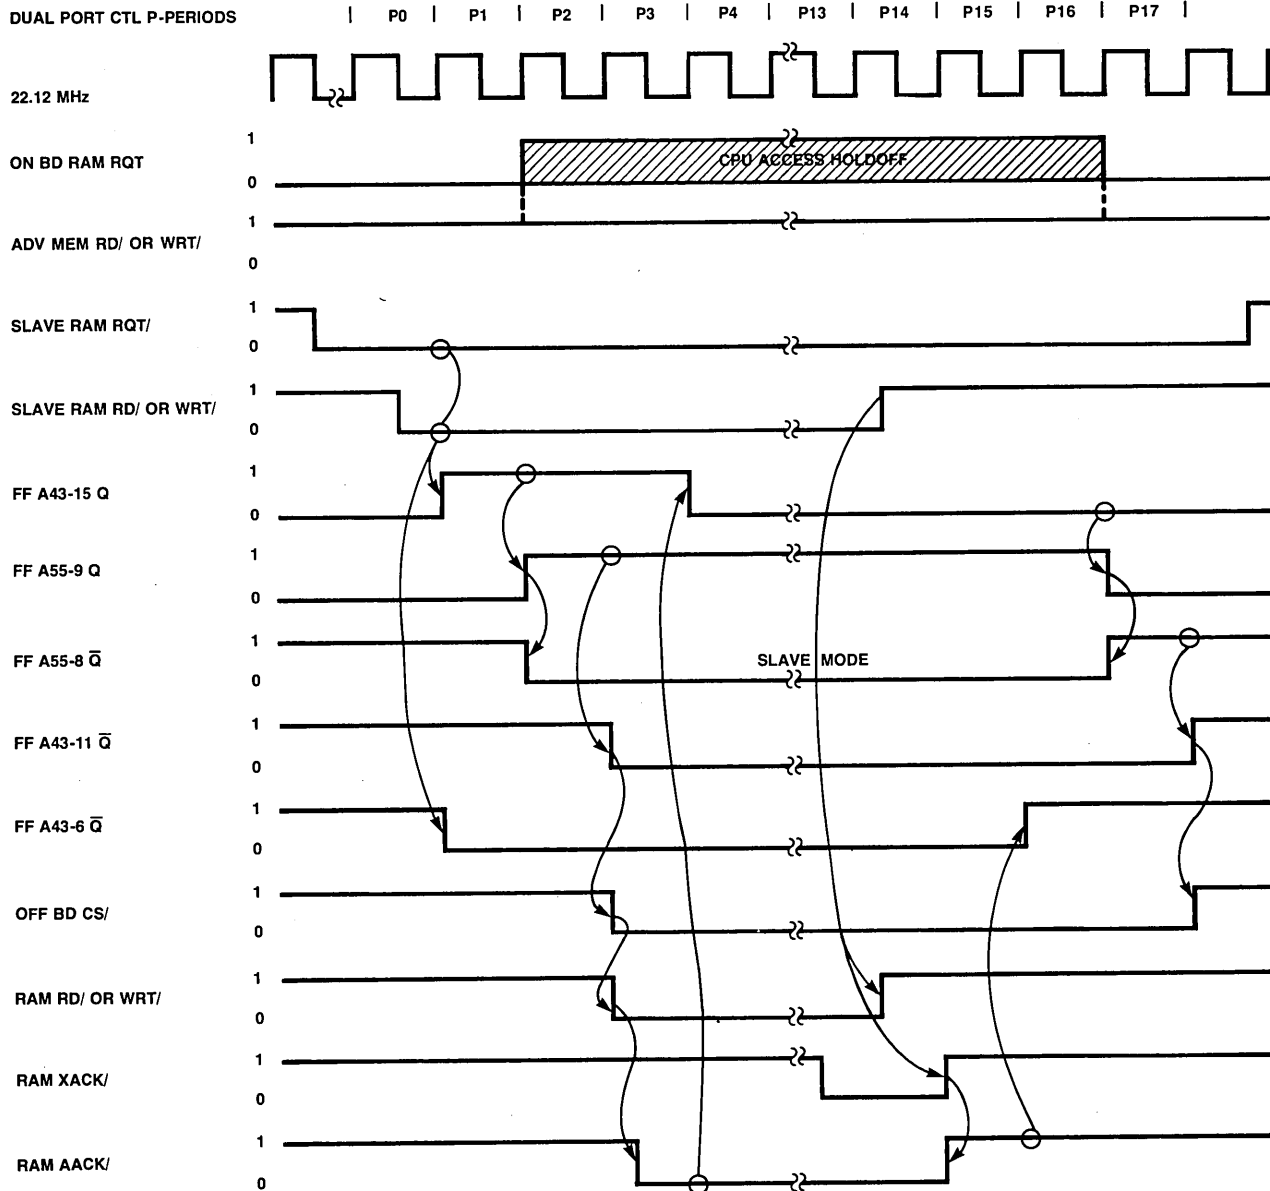 DUAL PORT CTL P-PERIODS | P0 | P1 | P2 | P3 | P4 | P13 | P14 | P15 | P16 | P17 |
22.12 MHz
ON BD RAM RQT 1 0
CPU ACCESS HOLDOFF
ADV MEM RD/ OR WRT/ 1 0
SLAVE RAM RQT/ 1 0
SLAVE RAM RD/ OR WRT/ 1 0
FF A43-15 Q 1 0
FF A55-9 Q 1 0
FF A55-8 Q̅ 1 0
SLAVE MODE
FF A43-11 Q̅ 1 0
FF A43-6 Q̅ 1 0
OFF BD CS/ 1 0
RAM RD/ OR WRT/ 1 0
RAM XACK/ 1 0
RAM AACK/ 1 0